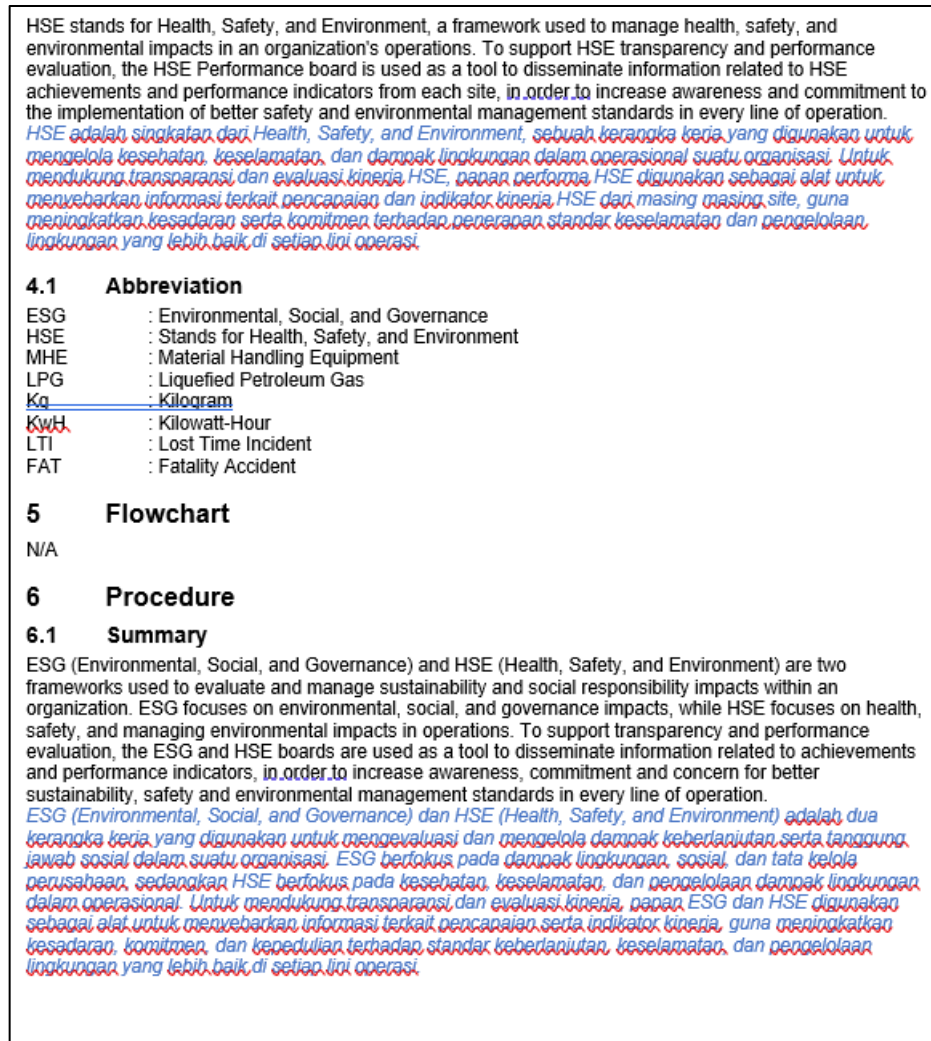 HSE stands for Health, Safety, and Environment, a framework used to manage health, safety, and
environmental impacts in an organization's operations. To support HSE transparency and performance
evaluation, the HSE Performance board is used as a tool to disseminate information related to HSE
achievements and performance indicators from each site, in order to increase awareness and commitment to
the implementation of better safety and environmental management standards in every line of operation.
HSE adalah singkatan dari Health, Safety, and Environment, sebuah kerangka kerja yang digunakan untuk
mengelola kesehatan, keselamatan, dan dampak lingkungan dalam operasional suatu organisasi. Untuk
mendukung transparansi dan evaluasi kinerja HSE, papan performa HSE digunakan sebagai alat untuk
menyebarkan informasi terkait pencapaian dan indikator kinerja HSE dari masing masing site, guna
meningkatkan kesadaran serta komitmen terhadap penerapan standar keselamatan dan pengelolaan
lingkungan yang lebih baik di setiap lini operasi.
4.1 Abbreviation
ESG : Environmental, Social, and Governance
HSE : Stands for Health, Safety, and Environment
MHE : Material Handling Equipment
LPG : Liquefied Petroleum Gas
Kg : Kilogram
KwH : Kilowatt-Hour
LTI : Lost Time Incident
FAT : Fatality Accident
5 Flowchart
N/A
6 Procedure
6.1 Summary
ESG (Environmental, Social, and Governance) and HSE (Health, Safety, and Environment) are two
frameworks used to evaluate and manage sustainability and social responsibility impacts within an
organization. ESG focuses on environmental, social, and governance impacts, while HSE focuses on health,
safety, and managing environmental impacts in operations. To support transparency and performance
evaluation, the ESG and HSE boards are used as a tool to disseminate information related to achievements
and performance indicators, in order to increase awareness, commitment and concern for better
sustainability, safety and environmental management standards in every line of operation.
ESG (Environmental, Social, and Governance) dan HSE (Health, Safety, and Environment) adalah dua
kerangka kerja yang digunakan untuk mengevaluasi dan mengelola dampak keberlanjutan serta tanggung
jawab sosial dalam suatu organisasi. ESG berfokus pada dampak lingkungan, sosial, dan tata kelola
perusahaan, sedangkan HSE berfokus pada kesehatan, keselamatan, dan pengelolaan dampak lingkungan
dalam operasional. Untuk mendukung transparansi dan evaluasi kinerja, papan ESG dan HSE digunakan
sebagai alat untuk menyebarkan informasi terkait pencapaian serta indikator kinerja, guna meningkatkan
kesadaran, komitmen, dan kepedulian terhadap standar keberlanjutan, keselamatan, dan pengelolaan
lingkungan yang lebih baik di setiap lini operasi.